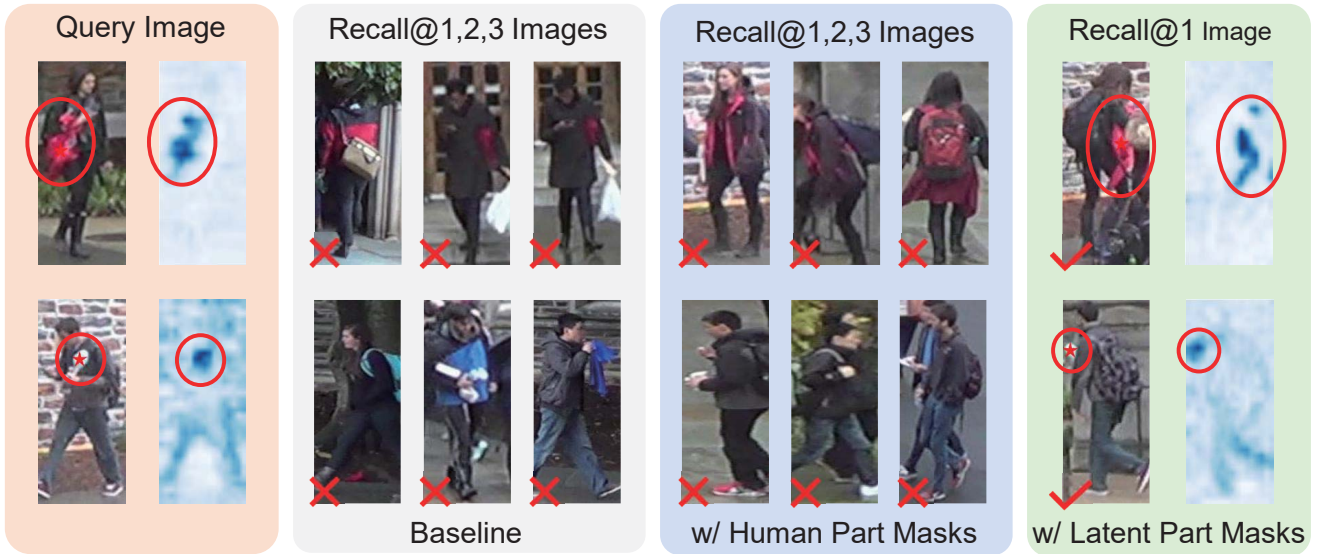 Query Image
Recall@1,2,3 Images
Recall@1,2,3 Images
Recall@1 Image
Baseline
w/ Human Part Masks
w/ Latent Part Masks